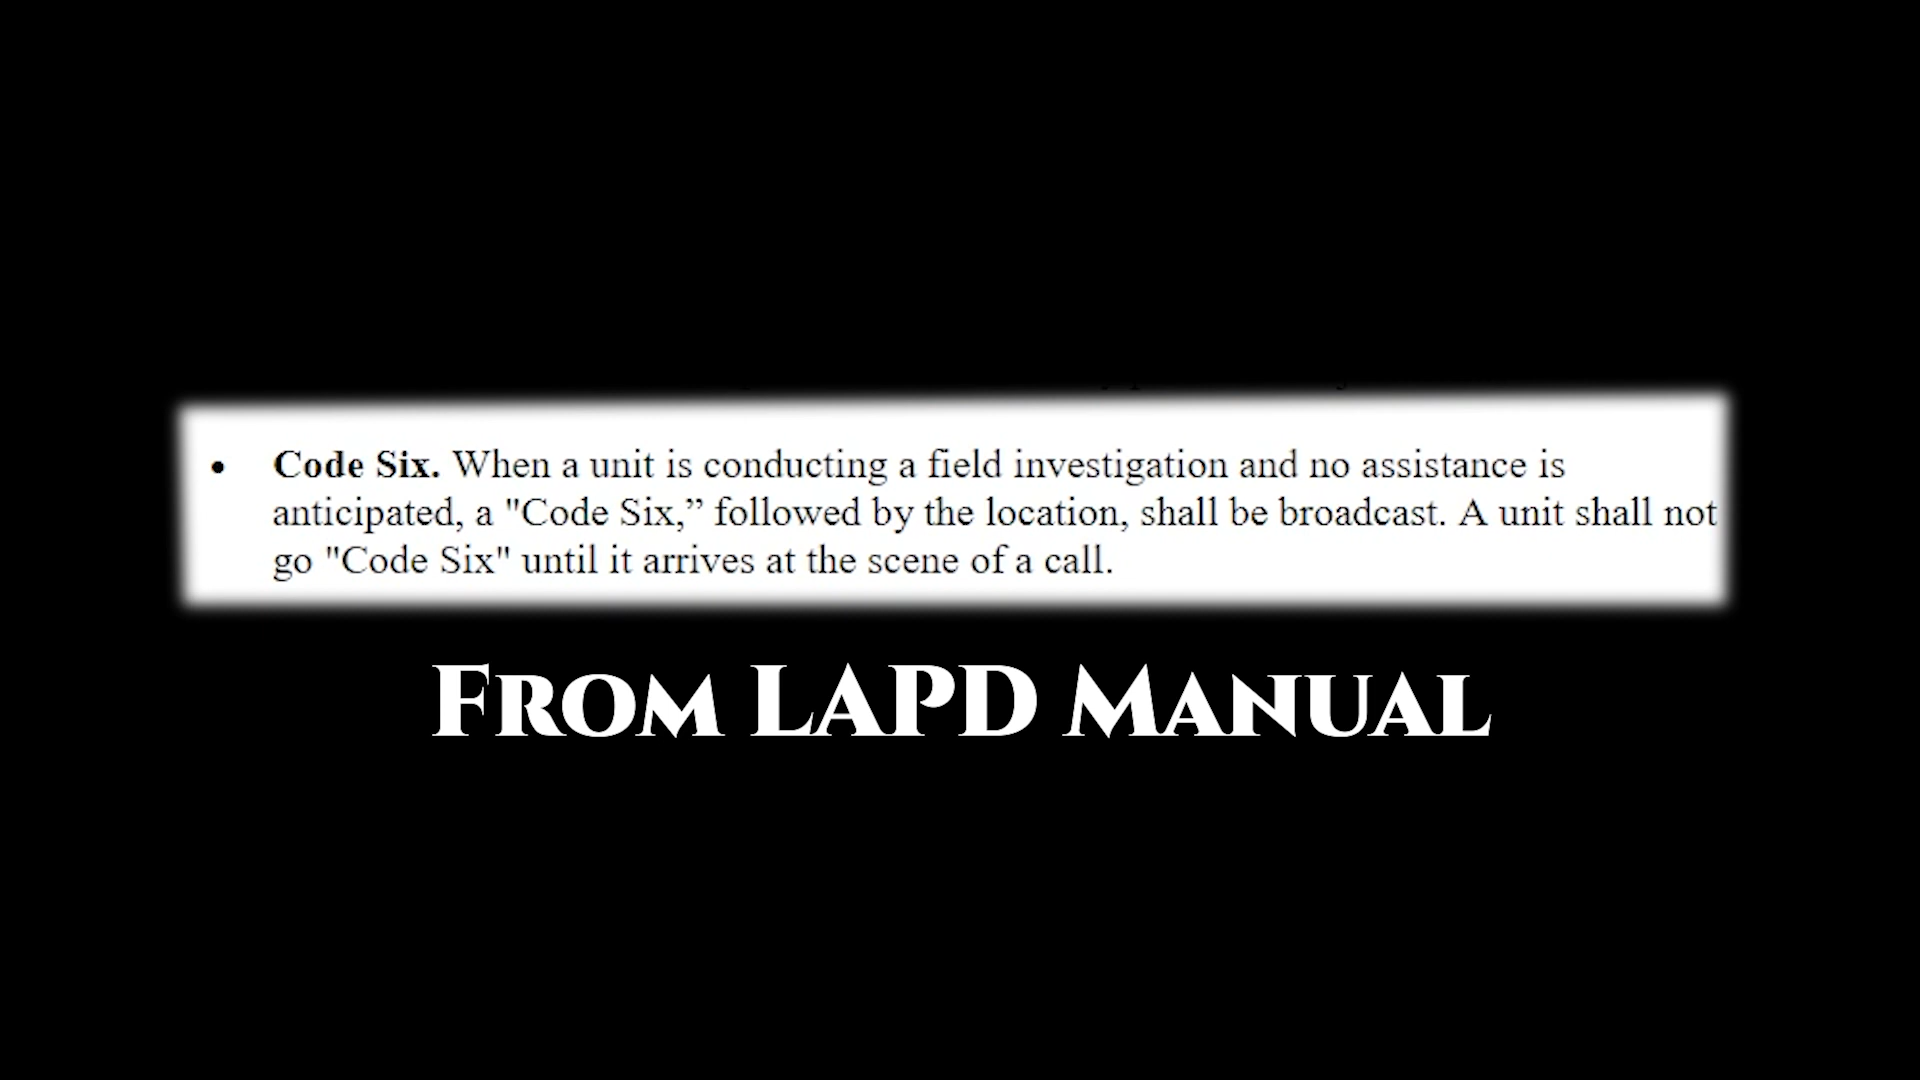 • Code Six. When a unit is conducting a field investigation and no assistance is
anticipated, a "Code Six,” followed by the location, shall be broadcast. A unit shall not
go "Code Six" until it arrives at the scene of a call.
FROM LAPD MANUAL